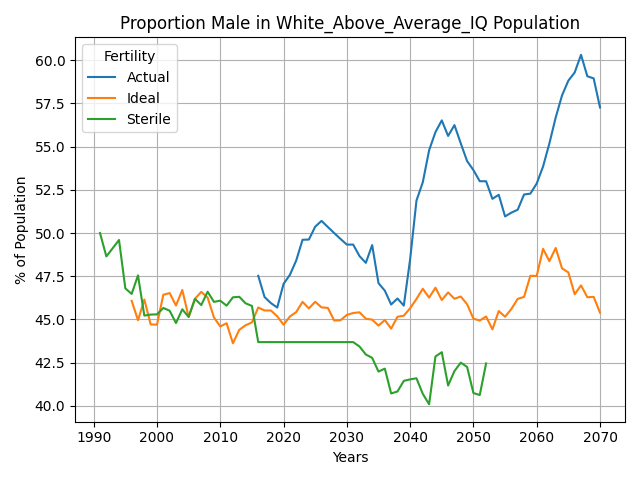 Proportion Male in White_Above_Average_IQ Population
Fertility
Actual
Ideal
Sterile
60.0
57.5
55.0
52.5
50.0
47.5
45.0
42.5
40.0
% of Population
1990 2000 2010 2020 2030 2040 2050 2060 2070
Years